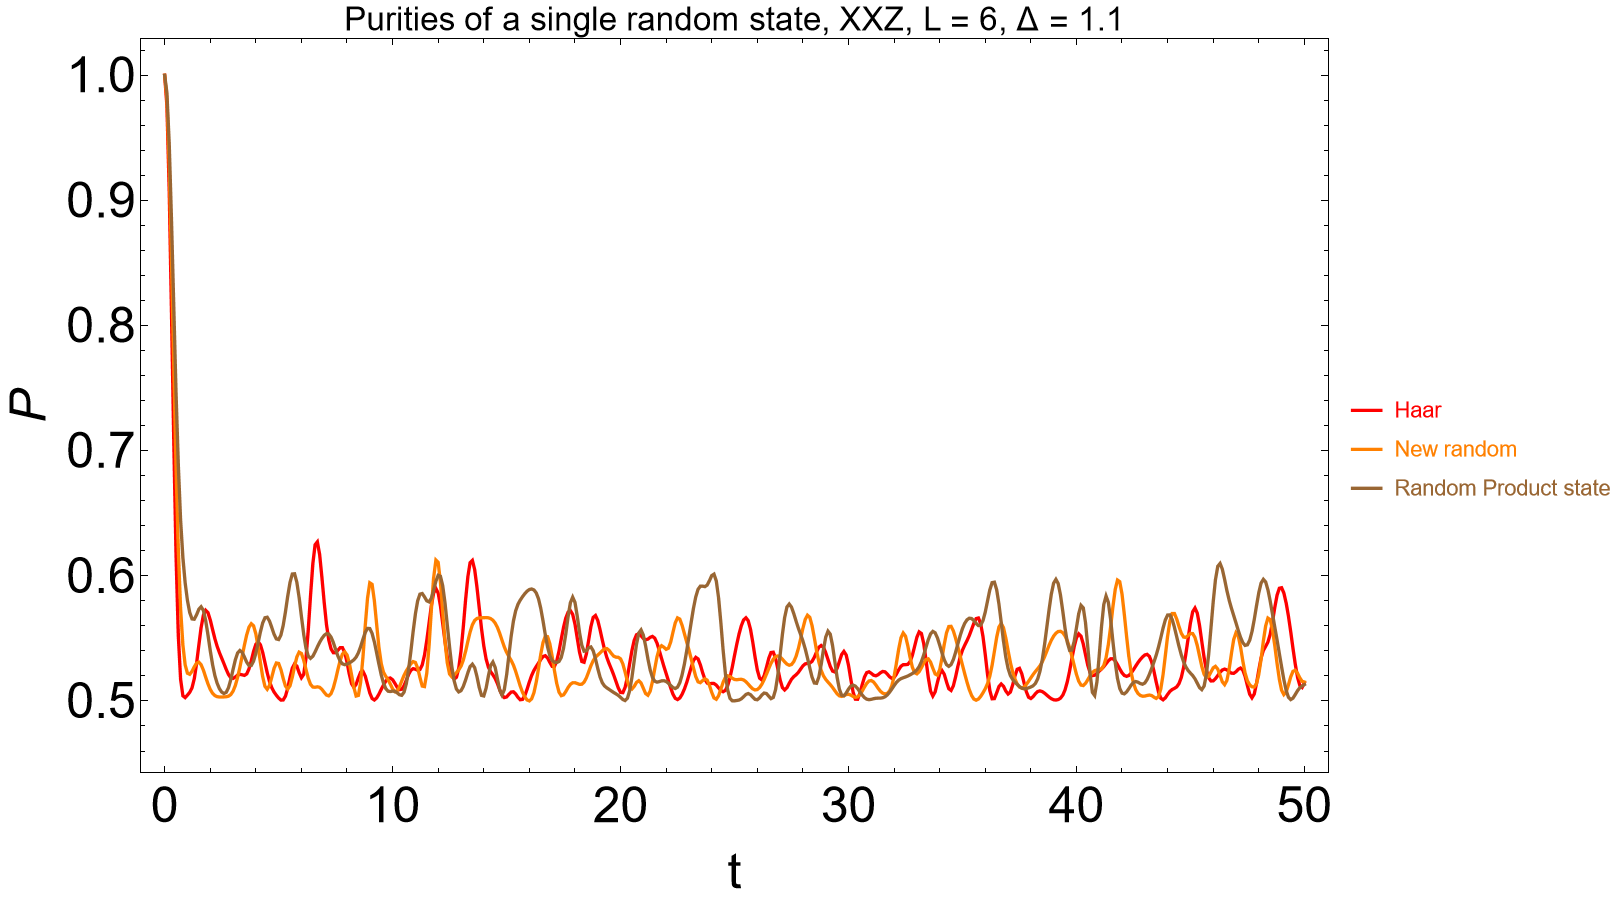 Purities of a single random state, XXZ, L = 6, Δ = 1.1
1.0
0.9
0.8
0.7
0.6
0.5
P
0 10 20 30 40 50
t
Haar
New random
Random Product state